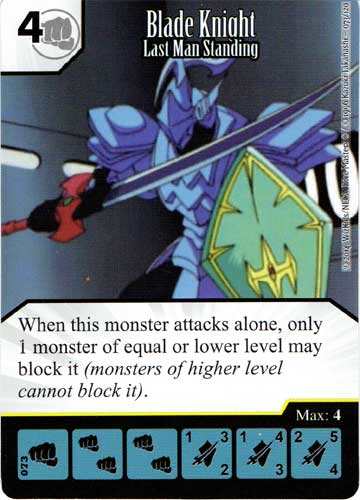 4
Blade Knight
Last Man Standing
When this monster attacks alone, only
1 monster of equal or lower level may
block it (monsters of higher level
cannot block it).
Max: 4
073
1 3
2
1 4
3
2 5
4